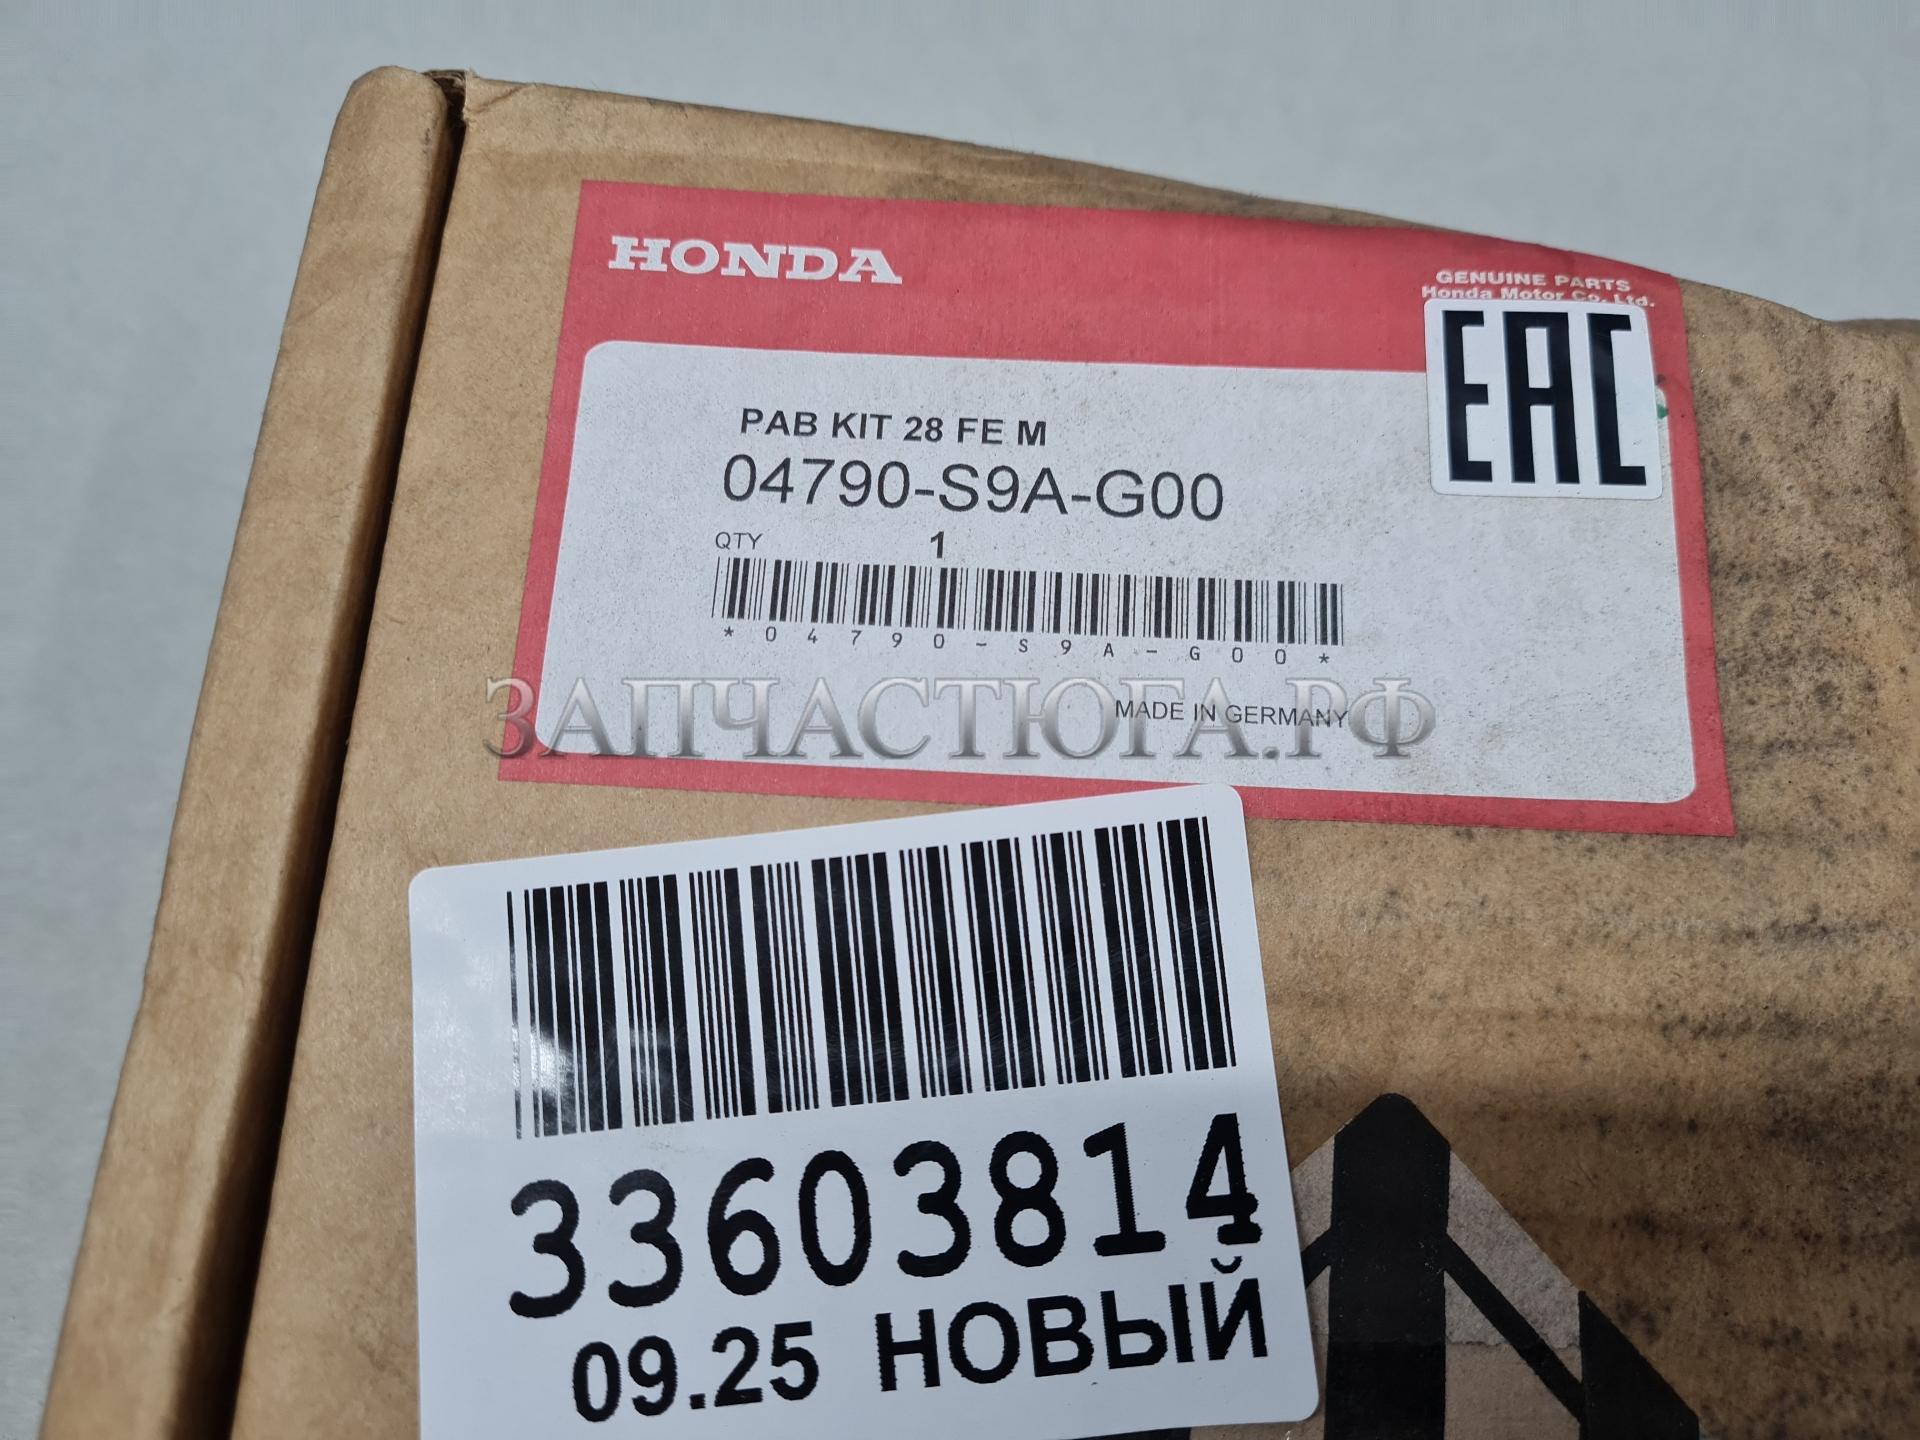 HONDA
GENUINE PARTS
Honda Motor Co., Ltd.
EAC
PAB KIT 28 FE M
04790-S9A-G00
QTY 1
*04790-S9A-G00*
MADE IN GERMANY
ЗАПЧАСТЮГА.РФ
33603814
09.25 НОВЫЙ